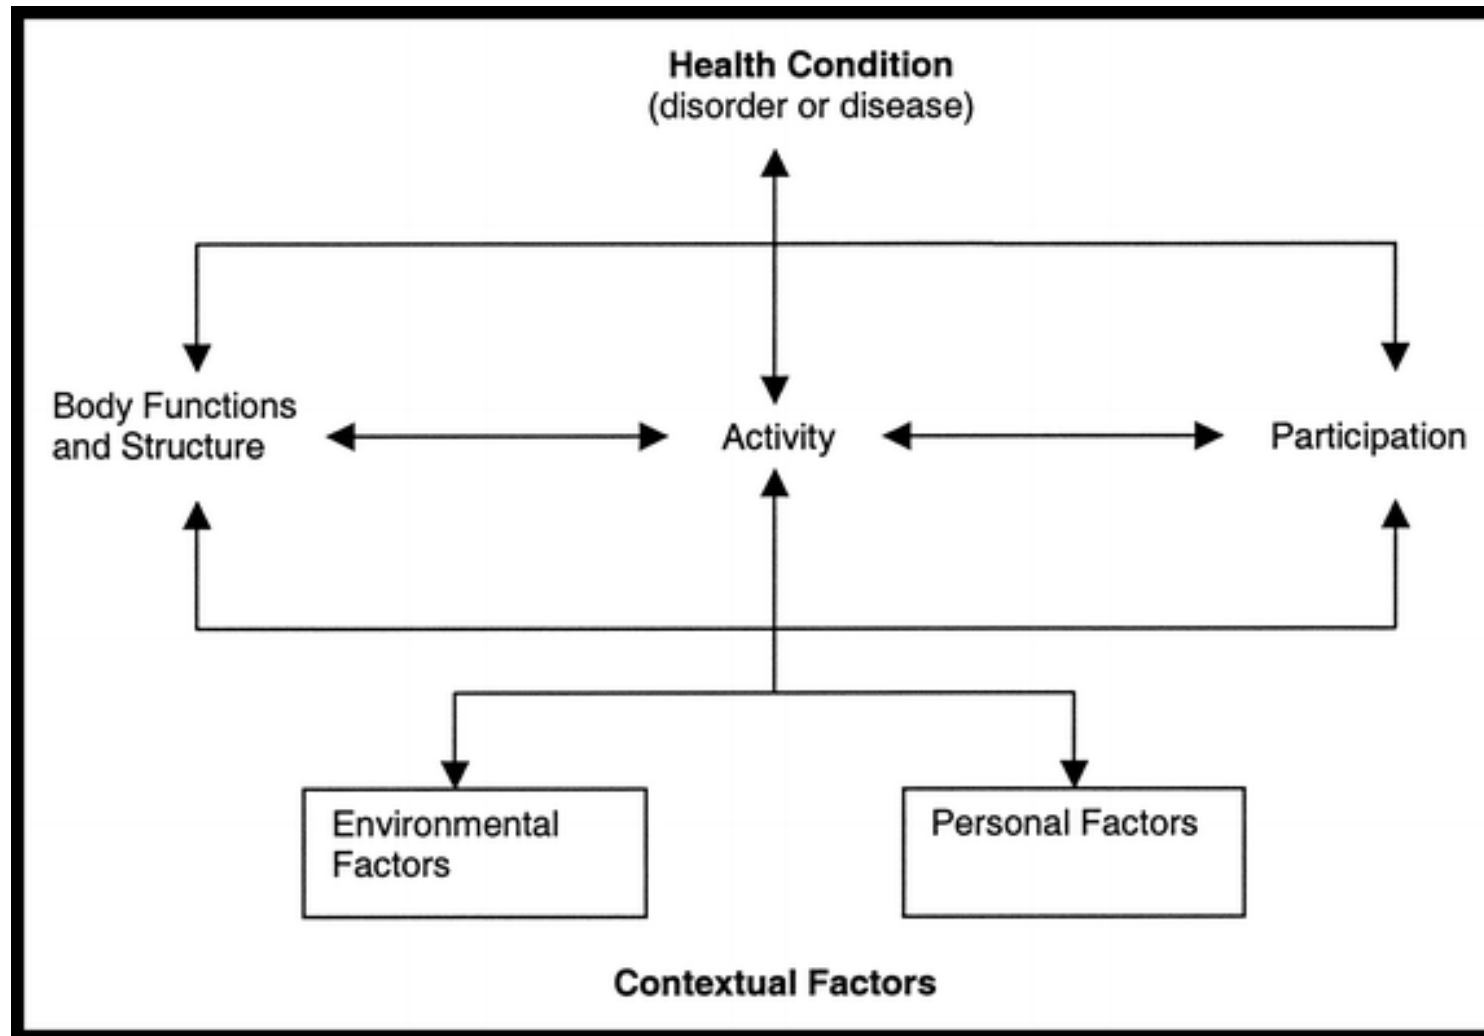 Health Condition
(disorder or disease)
Body Functions
and Structure
Activity
Participation
Environmental
Factors
Personal Factors
Contextual Factors